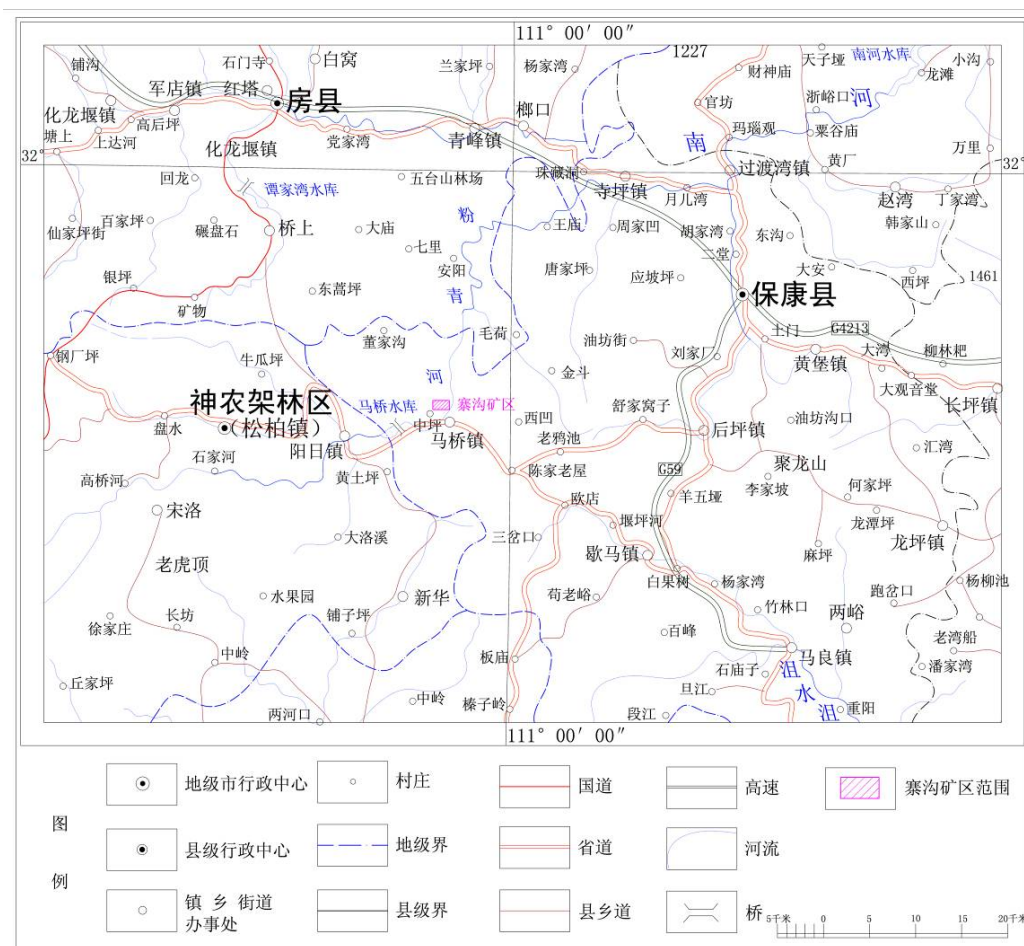 111° 00′ 00″
1227
铺沟
石门寺
白窝
兰家坪
杨家湾
财神庙
天子垭
南河水库
小沟
龙滩
军店镇
红塔
房县
榔口
官坊
浙峪口
河
化龙堰镇
高后坪
塘上
上达河
党家湾
青峰镇
南
玛瑙观
粟谷庙
万里
32°
化龙堰镇
珠藏洞
过渡湾镇
黄厂
32°
回龙
谭家湾水库
五台山林场
寺坪镇
月儿湾
赵湾
丁家湾
粉
仙家坪街
百家坪
碾盘石
桥上
大庙
王庙
周家凹
胡家湾
东沟
韩家山
七里
二堂
安阳
唐家坪
应坡坪
大安
西坪
1461
银坪
东蒿坪
青
保康县
矿物
董家沟
毛荷
油坊街
土门
G4213
刘家厂
黄堡镇
大湾
柳林耙
钢厂坪
牛瓜坪
河
金斗
大观音堂
神农架林区
马桥水库
寨沟矿区
舒家窝子
长坪镇
盘水
（松柏镇）
中坪
西凹
油坊沟口
阳日镇
马桥镇
老鸦池
后坪镇
汇湾
石家河
高桥河
黄土坪
陈家老屋
G59
聚龙山
李家坡
何家坪
宋洛
欧店
羊五垭
大洛溪
三岔口
堰坪河
龙潭坪
龙坪镇
老虎顶
歇马镇
麻坪
白果树
杨家湾
杨柳池
水果园
新华
苟老峪
跑岔口
竹林口
两峪
徐家庄
长坊
铺子坪
百峰
老湾船
中岭
板庙
马良镇
石庙子
潘家湾
丘家坪
沮
中岭
榛子岭
旦江
水
两河口
段江
沮
重阳
111° 00′ 00″
图
例
地级市行政中心
村庄
国道
高速
寨沟矿区范围
县级行政中心
地级界
省道
河流
镇 乡 街道
办事处
县级界
县乡道
桥
5千米 0 5 10 15 20千米